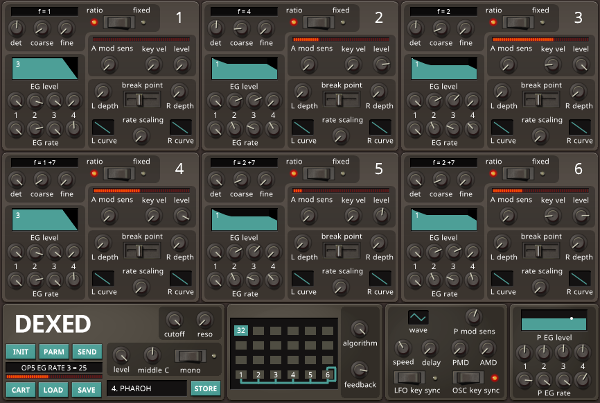 f = 1 ratio fixed 1
det coarse fine
A mod sens key vel level
3
EG level
break point
L depth R depth
1 2 3 4
rate scaling
EG rate
L curve R curve
f = 4 ratio fixed 2
det coarse fine
A mod sens key vel level
1
EG level
break point
L depth R depth
1 2 3 4
rate scaling
EG rate
L curve R curve
f = 2 ratio fixed 3
det coarse fine
A mod sens key vel level
1
EG level
break point
L depth R depth
1 2 3 4
rate scaling
EG rate
L curve R curve
f = 1 +7 ratio fixed 4
det coarse fine
A mod sens key vel level
3
EG level
break point
L depth R depth
1 2 3 4
rate scaling
EG rate
L curve R curve
f = 2 +7 ratio fixed 5
det coarse fine
A mod sens key vel level
1
EG level
break point
L depth R depth
1 2 3 4
rate scaling
EG rate
L curve R curve
f = 2 +7 ratio fixed 6
det coarse fine
A mod sens key vel level
1
EG level
break point
L depth R depth
1 2 3 4
rate scaling
EG rate
L curve R curve
DEXED
cutoff reso
INIT PARM SEND
OP5 EG RATE 3 = 25
level middle C mono
CART LOAD SAVE
4. PHAROH STORE
32
1 2 3 4 5 6
algorithm
feedback
wave P mod sens
speed delay PMD AMD
LFO key sync OSC key sync
P EG level
1 2 3 4
P EG rate